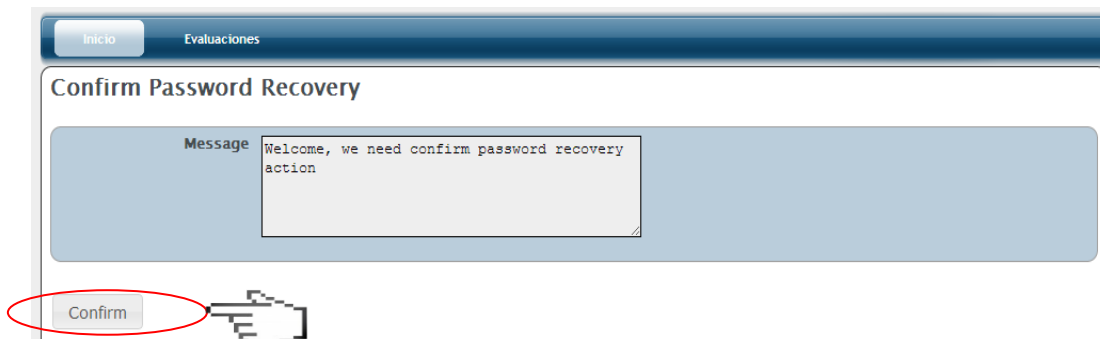 Inicio Evaluaciones
Confirm Password Recovery
Message
Welcome, we need confirm password recovery
action
Confirm